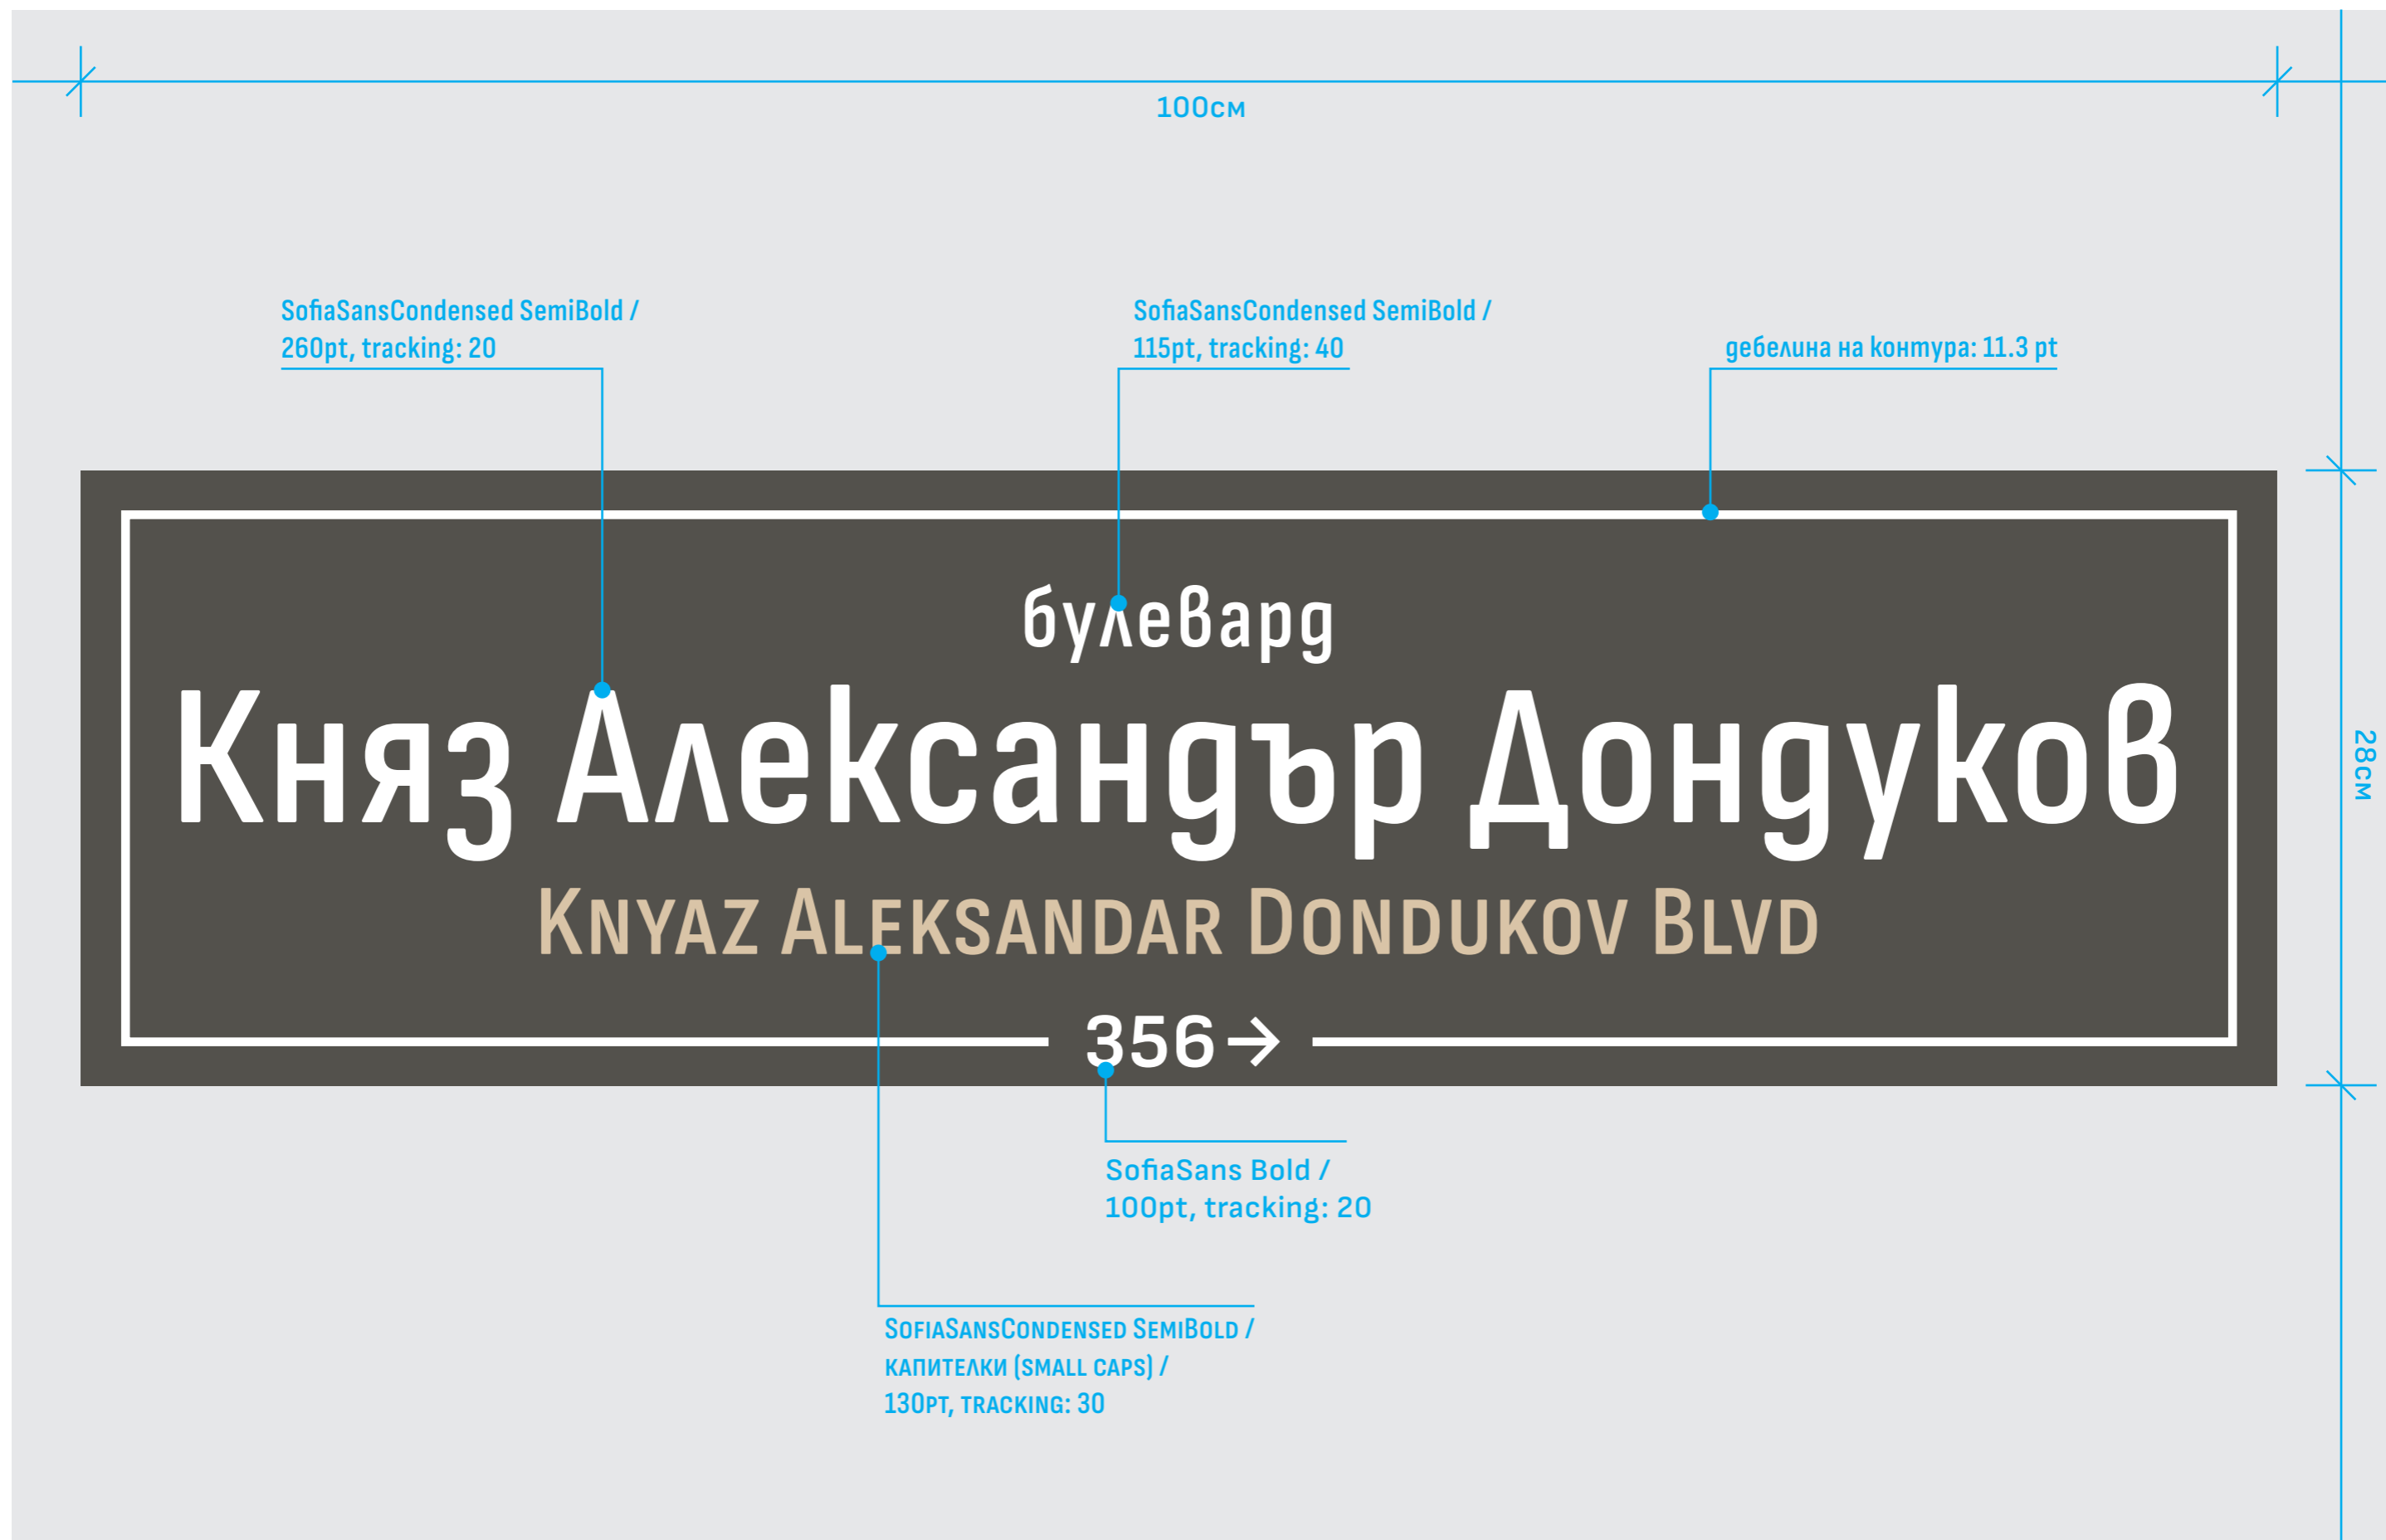 100см
SofiaSansCondensed SemiBold /
260pt, tracking: 20
SofiaSansCondensed SemiBold /
115pt, tracking: 40
дебелина на контура: 11.3 pt
булевард
Княз Александър Дондуков
Knyaz Aleksandar Dondukov Blvd
356→
28см
SofiaSans Bold /
100pt, tracking: 20
SofiaSansCondensed SemiBold /
капителки (small caps) /
130pt, tracking: 30